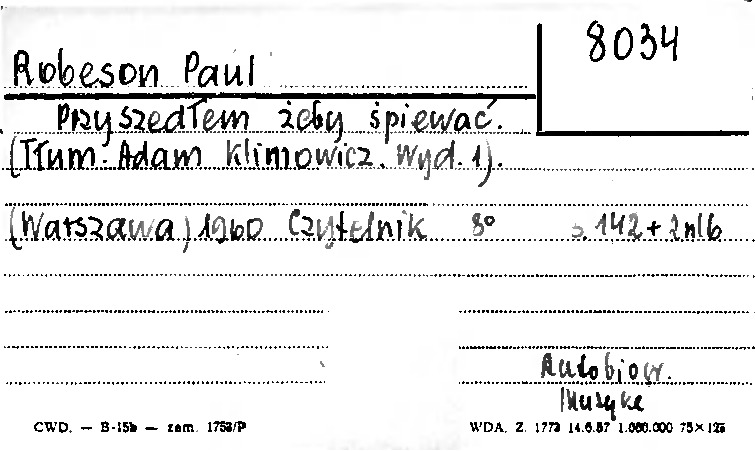 8034
Robeson Paul
Przyszedłem żeby śpiewać.
(Tłum. Adam Klimowicz. Wyd. 1).
(Warszawa) 1960 Czytelnik 8° s. 142 + 2nlb
Autobiogr.
Muzyka
CWD. — B-15b — zam. 1753/P
WDA. Z. 1773 14.6.57 1.000.000 75×125